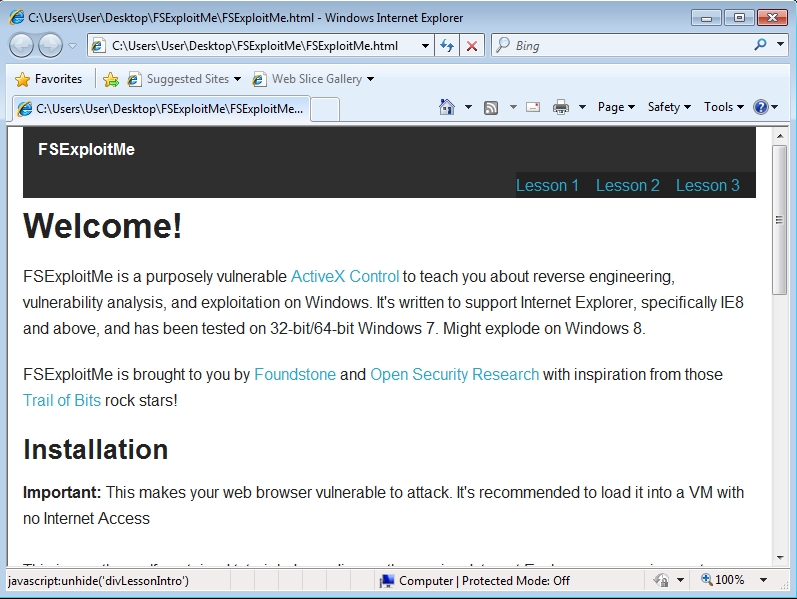 C:\Users\User\Desktop\FSExploitMe\FSExploitMe.html - Windows Internet Explorer
C:\Users\User\Desktop\FSExploitMe\FSExploitMe.html
Bing
Favorites
Suggested Sites
Web Slice Gallery
C:\Users\User\Desktop\FSExploitMe\FSExploitMe...
Page
Safety
Tools
FSExploitMe
Lesson 1 Lesson 2 Lesson 3
Welcome!
FSExploitMe is a purposely vulnerable ActiveX Control to teach you about reverse engineering,
vulnerability analysis, and exploitation on Windows. It's written to support Internet Explorer, specifically IE8
and above, and has been tested on 32-bit/64-bit Windows 7. Might explode on Windows 8.
FSExploitMe is brought to you by Foundstone and Open Security Research with inspiration from those
Trail of Bits rock stars!
Installation
Important: This makes your web browser vulnerable to attack. It's recommended to load it into a VM with
no Internet Access
javascript:unhide('divLessonIntro')
Computer | Protected Mode: Off
100%